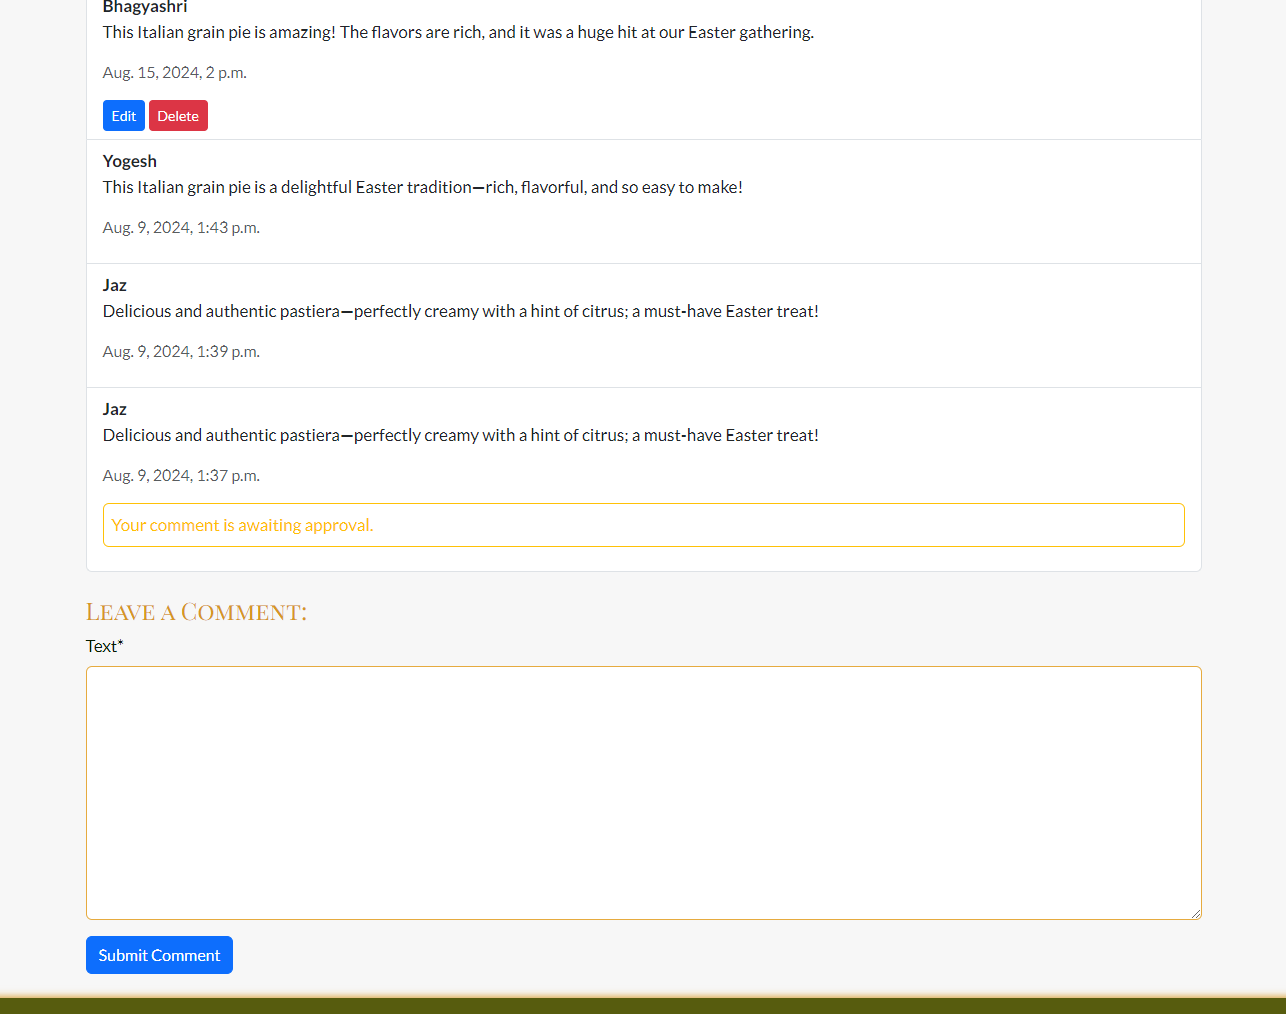 Bhagyashri
This Italian grain pie is amazing! The flavors are rich, and it was a huge hit at our Easter gathering.
Aug. 15, 2024, 2 p.m.
Edit Delete
Yogesh
This Italian grain pie is a delightful Easter tradition—rich, flavorful, and so easy to make!
Aug. 9, 2024, 1:43 p.m.
Jaz
Delicious and authentic pastiera—perfectly creamy with a hint of citrus; a must-have Easter treat!
Aug. 9, 2024, 1:39 p.m.
Jaz
Delicious and authentic pastiera—perfectly creamy with a hint of citrus; a must-have Easter treat!
Aug. 9, 2024, 1:37 p.m.
Your comment is awaiting approval.
Leave a Comment:
Text*
Submit Comment